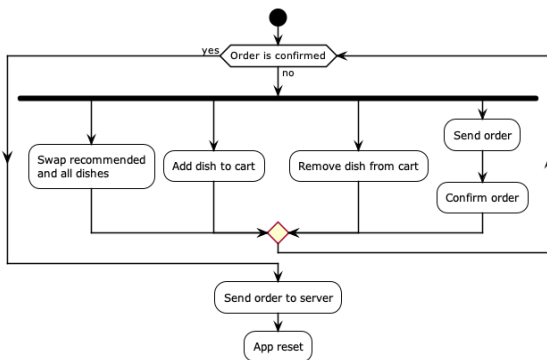 yes
Order is confirmed
no
Swap recommended
and all dishes
Add dish to cart
Remove dish from cart
Send order
Confirm order
Send order to server
App reset